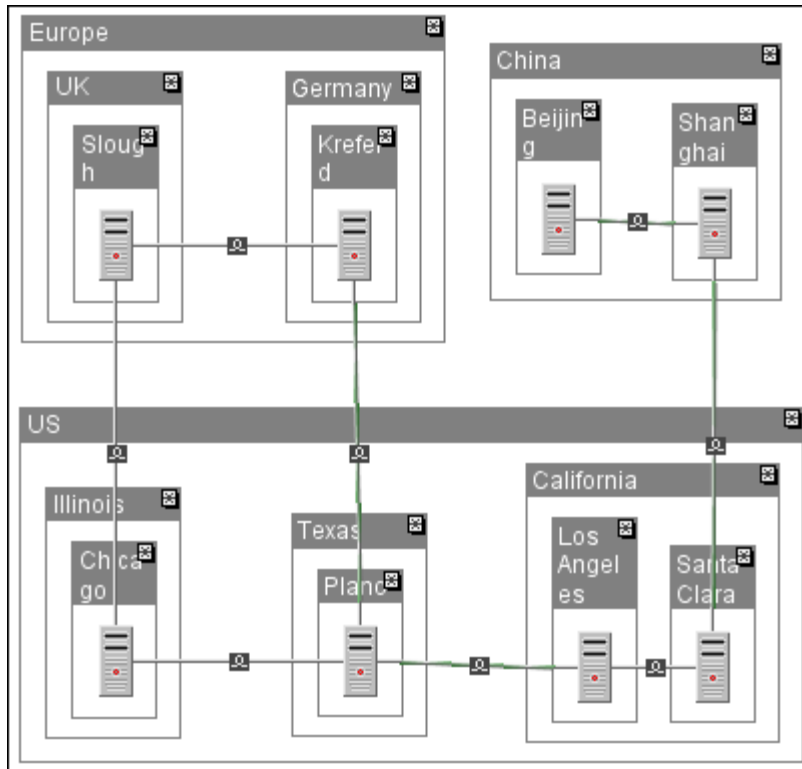 Europe
UK
Sloug
h
Germany
Krefel
d
China
Beijin
g
Shan
ghai
US
Illinois
Chica
go
Texas
Plano
California
Los
Angel
es
Santa
Clara